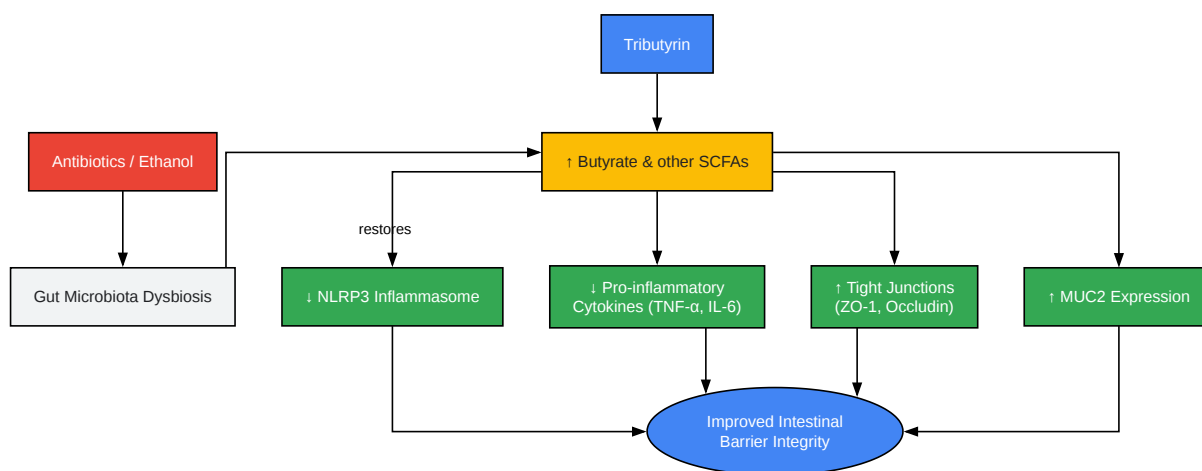 Tributyrin
Antibiotics / Ethanol
↑ Butyrate & other SCFAs
restores
Gut Microbiota Dysbiosis
↓ NLRP3 Inflammasome
↓ Pro-inflammatory
Cytokines (TNF-α, IL-6)
↑ Tight Junctions
(ZO-1, Occludin)
↑ MUC2 Expression
Improved Intestinal
Barrier Integrity